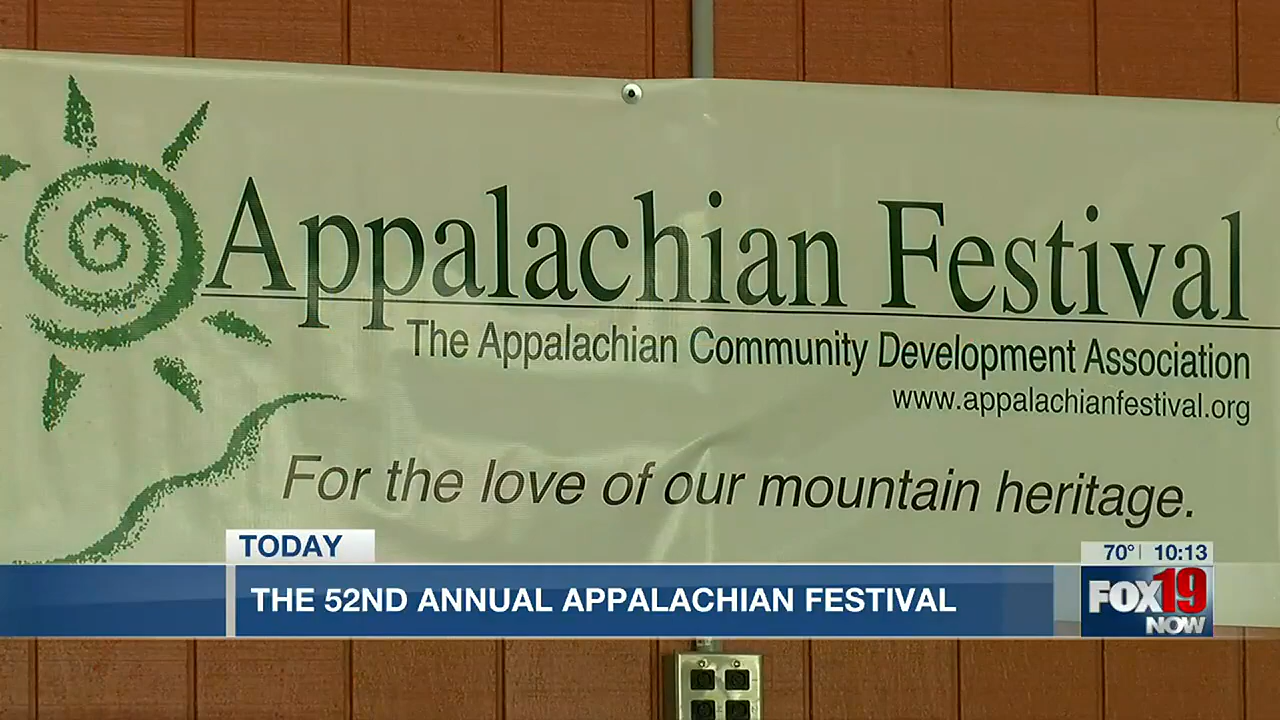 Appalachian Festival
The Appalachian Community Development Association
www.appalachianfestival.org
For the love of our mountain heritage.
TODAY
THE 52ND ANNUAL APPALACHIAN FESTIVAL
70° 10:13
FOX19
NOW